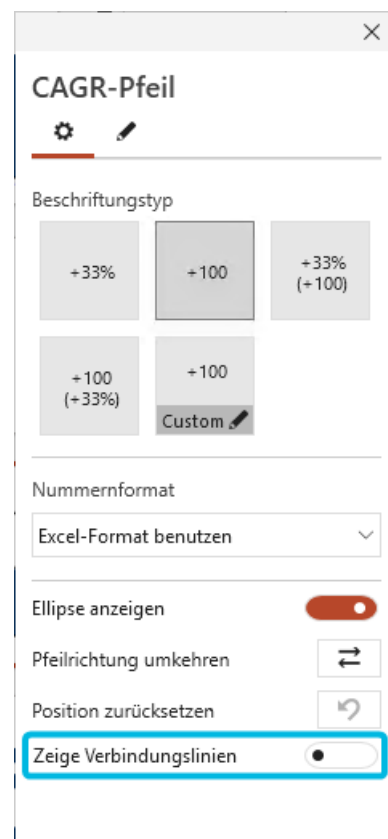 CAGR-Pfeil
Beschriftungstyp
+33%
+100
+33%
(+100)
+100
(+33%)
+100
Custom
Nummernformat
Excel-Format benutzen
Ellipse anzeigen
Pfeilrichtung umkehren
Position zurücksetzen
Zeige Verbindungslinien